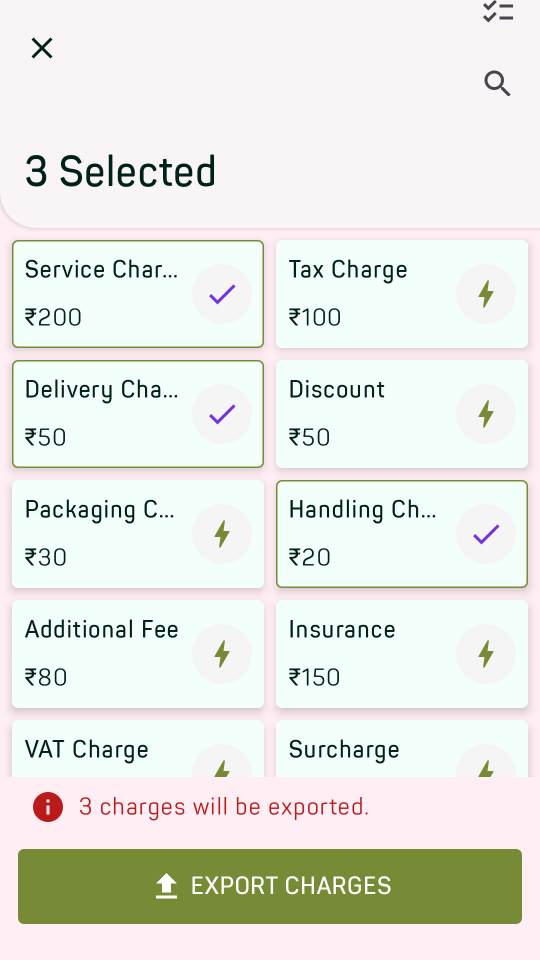 3 Selected
Service Char...
₹200
Tax Charge
₹100
Delivery Cha...
₹50
Discount
₹50
Packaging C...
₹30
Handling Ch...
₹20
Additional Fee
₹80
Insurance
₹150
VAT Charge
Surcharge
3 charges will be exported.
EXPORT CHARGES